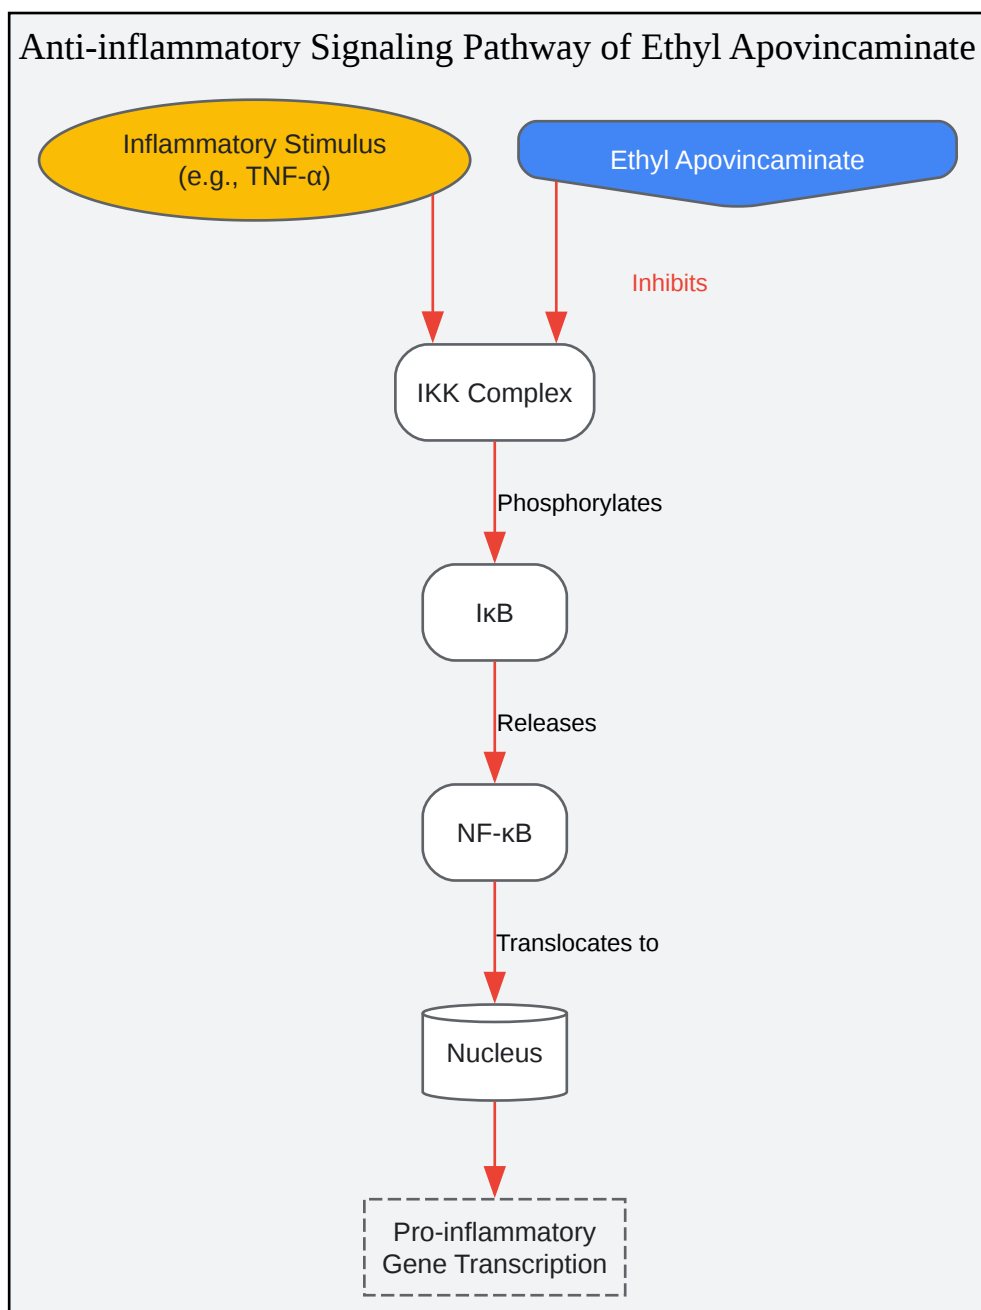 Anti-inflammatory Signaling Pathway of Ethyl Apovincaminate
Inflammatory Stimulus
(e.g., TNF-α)
Ethyl Apovincaminate
Inhibits
IKK Complex
Phosphorylates
IκB
Releases
NF-κB
Translocates to
Nucleus
Pro-inflammatory
Gene Transcription